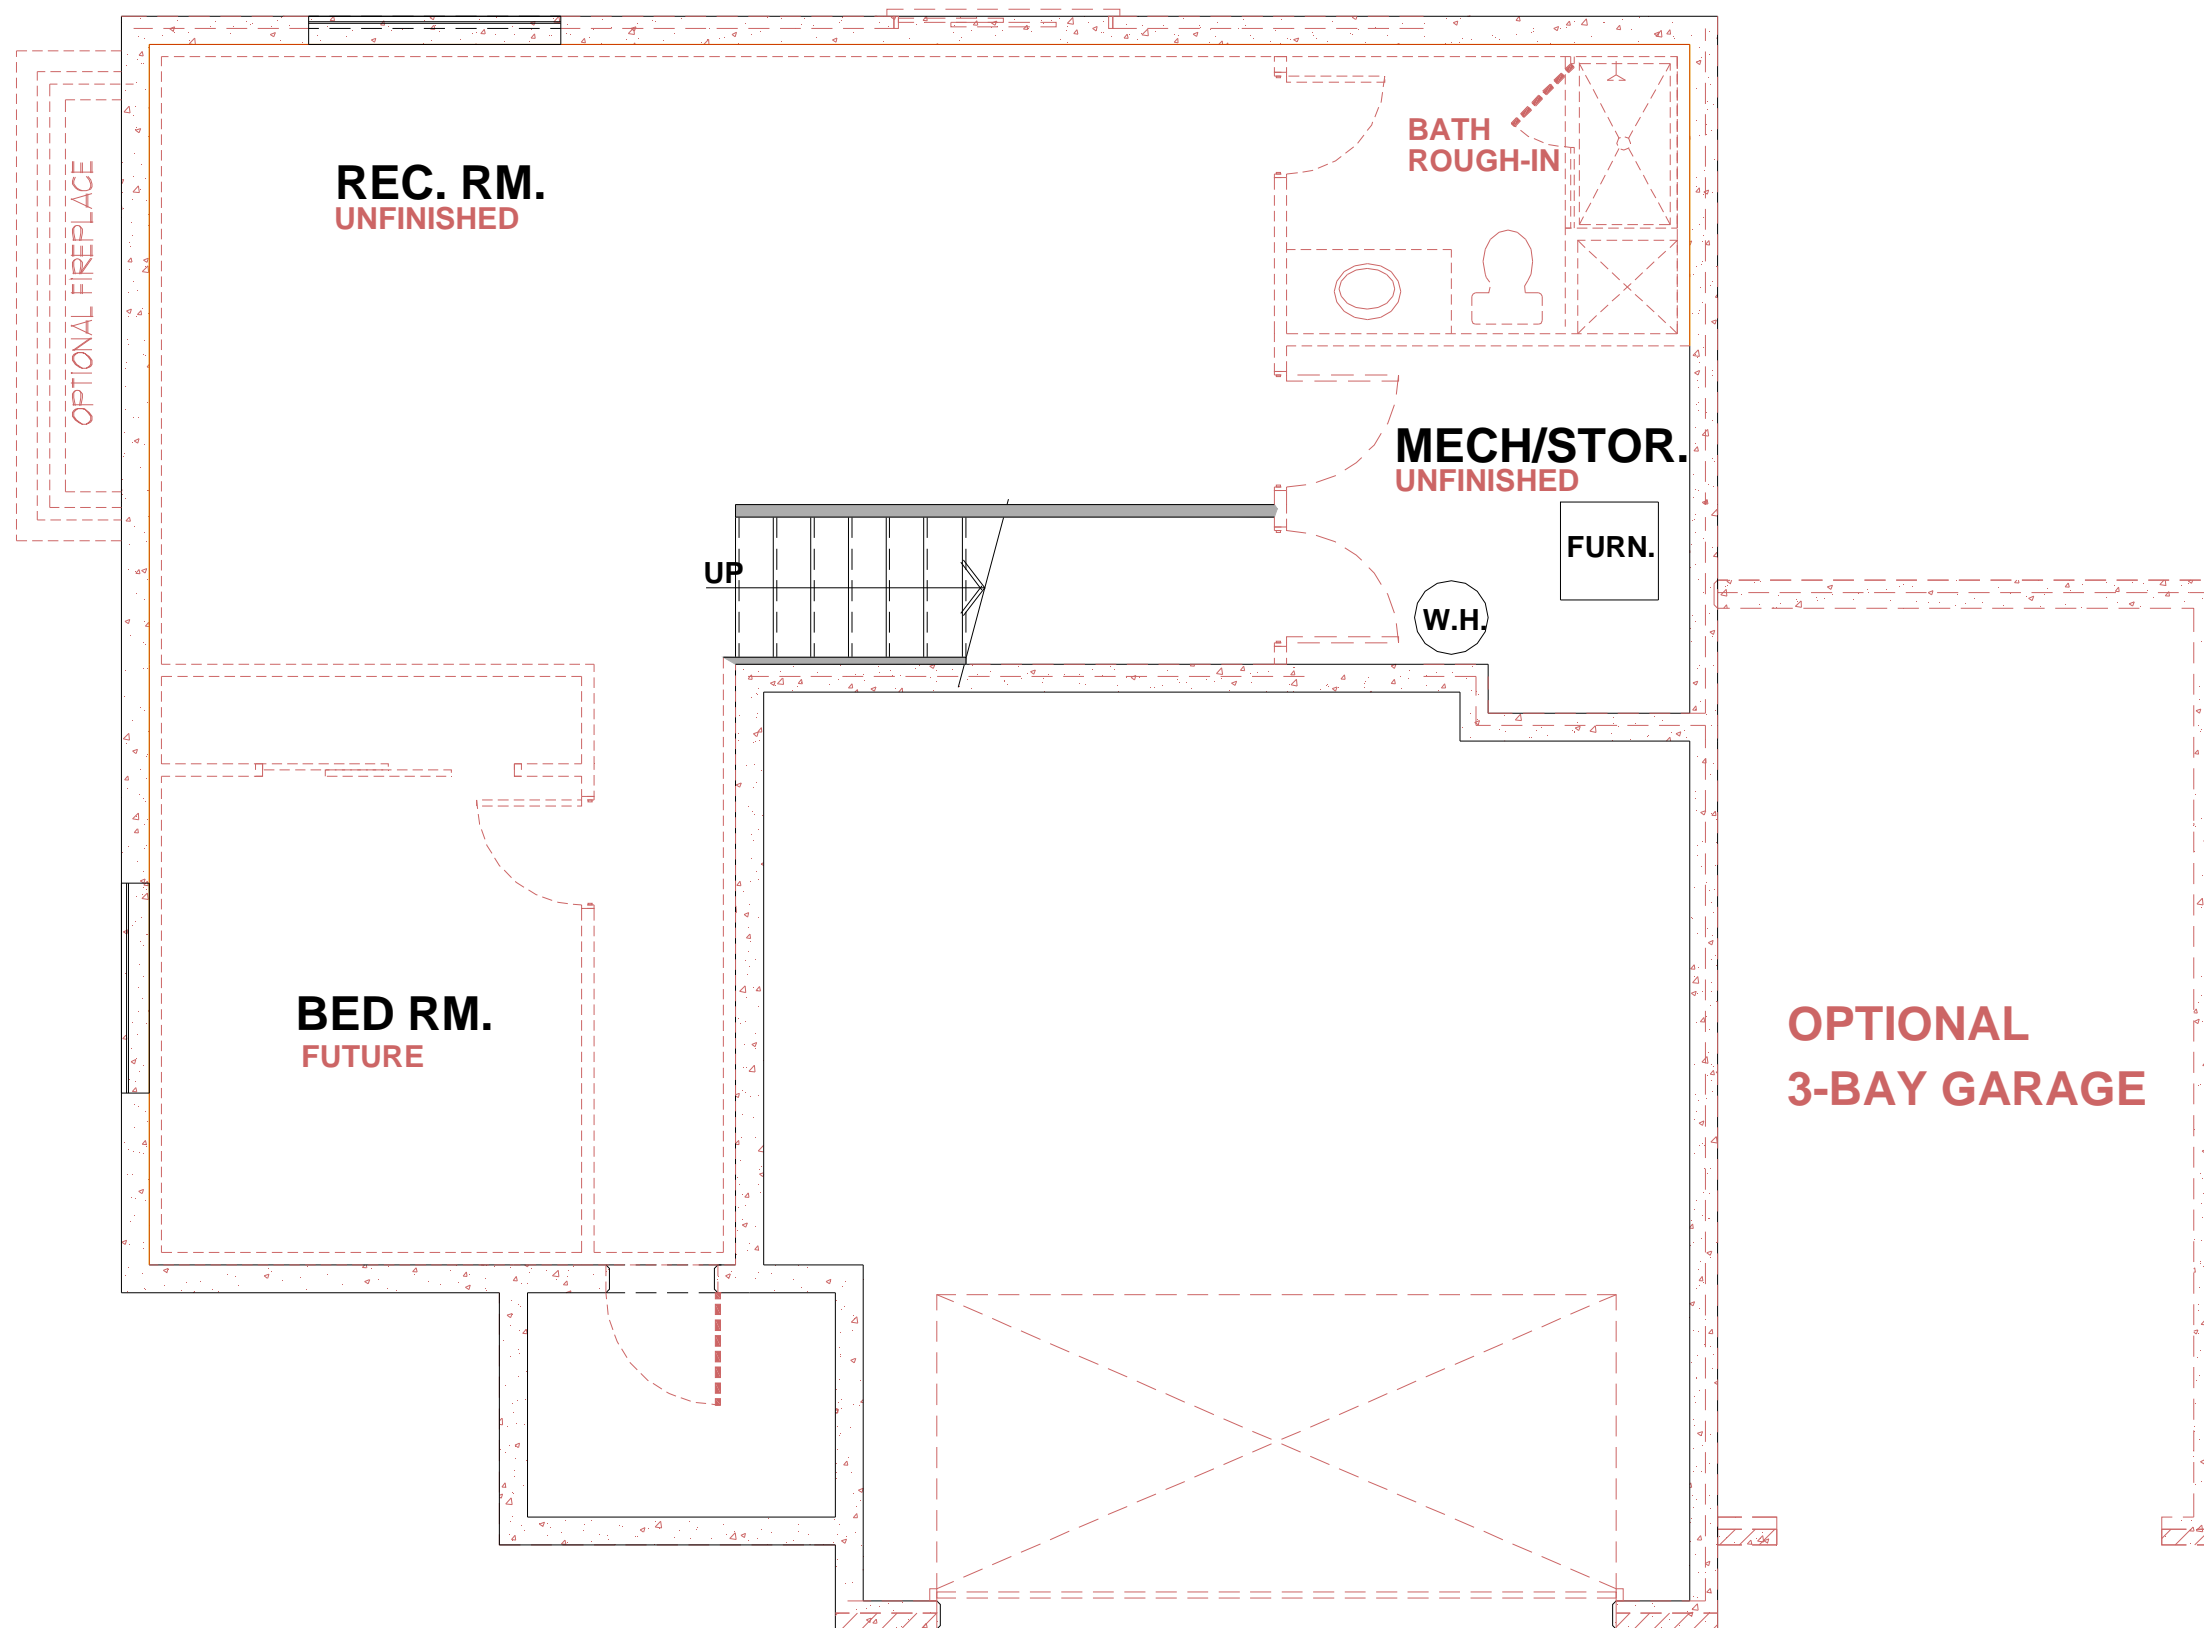 BATH
ROUGH-IN
REC. RM.
UNFINISHED
OPTIONAL FIREPLACE
MECH/STOR.
UNFINISHED
FURN.
UP
W.H.
BED RM.
FUTURE
OPTIONAL
3-BAY GARAGE